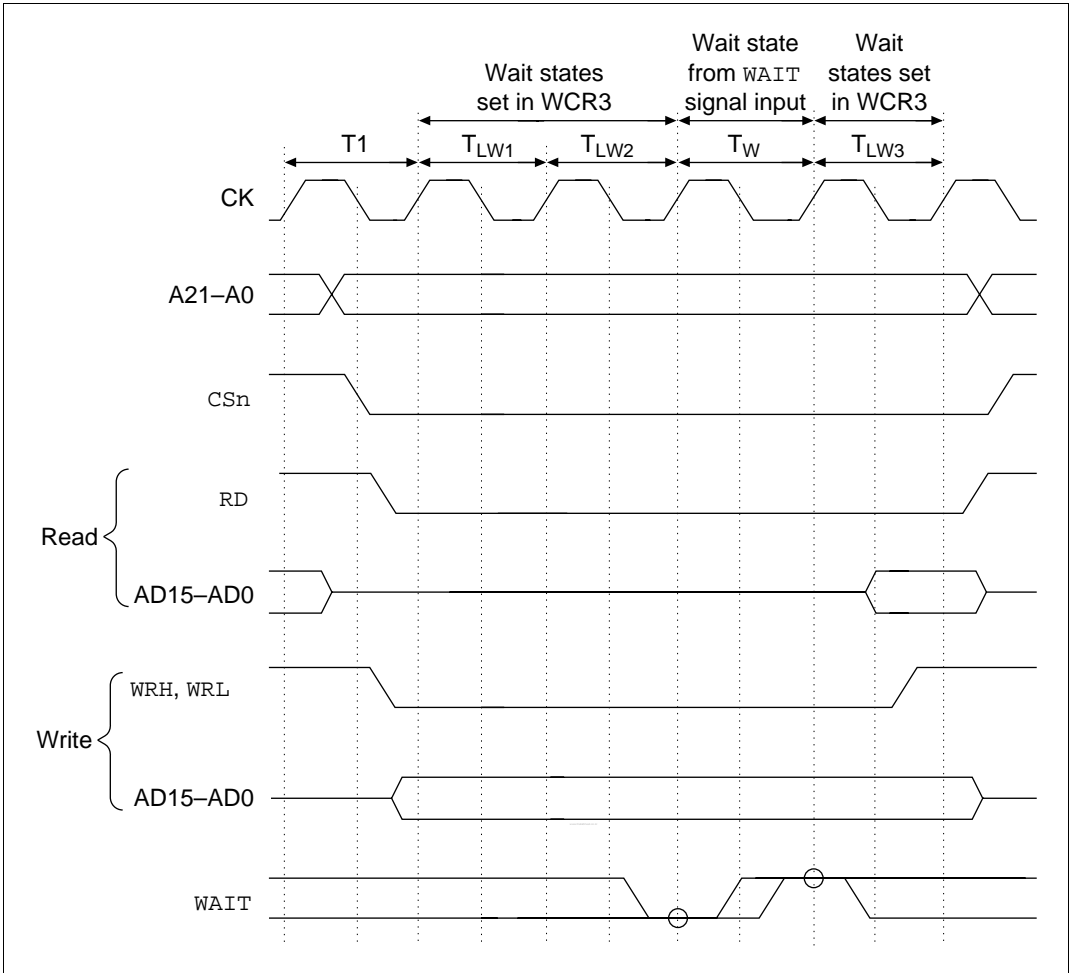 Wait states
set in WCR3
Wait state
from WAIT
signal input
Wait
states set
in WCR3
T1
TLW1
TLW2
TW
TLW3
CK
A21–A0
CSn
Read
RD
AD15–AD0
Write
WRH, WRL
AD15–AD0
WAIT